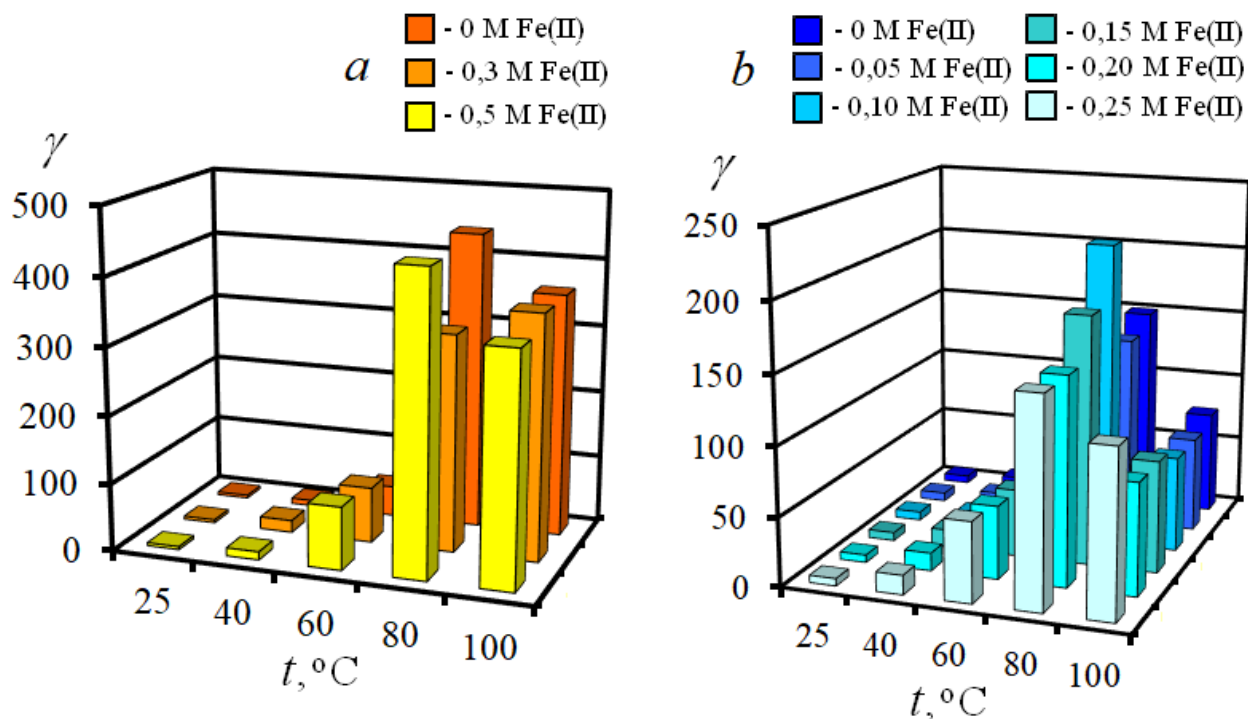 a
- 0 M Fe(II)
- 0,3 M Fe(II)
- 0,5 M Fe(II)
γ
500
400
300
200
100
0
25 40 60 80 100
t, °C
b
- 0 M Fe(II)
- 0,05 M Fe(II)
- 0,10 M Fe(II)
- 0,15 M Fe(II)
- 0,20 M Fe(II)
- 0,25 M Fe(II)
γ
250
200
150
100
50
0
25 40 60 80 100
t, °C